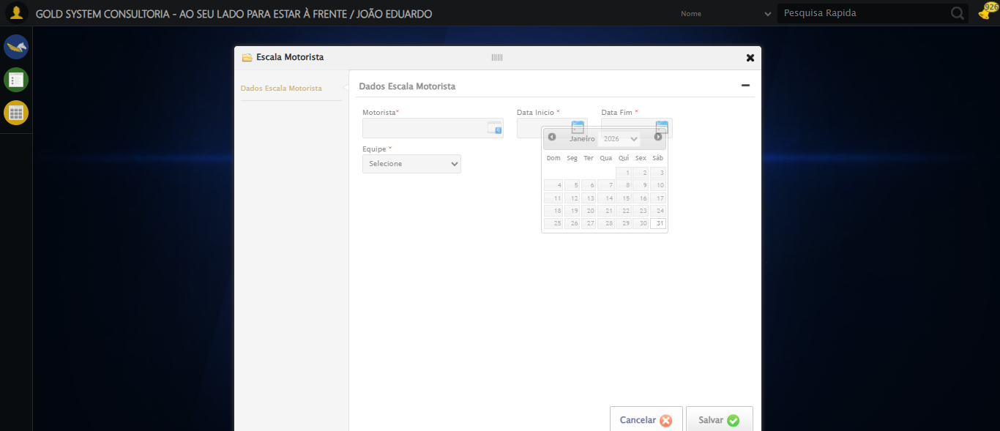 GOLD SYSTEM CONSULTORIA - AO SEU LADO PARA ESTAR À FRENTE / JOÃO EDUARDO
Nome
Pesquisa Rapida
926
Escala Motorista
Dados Escala Motorista
Dados Escala Motorista
Motorista*
Data Inicio *
Data Fim *
Equipe *
Selecione
Janeiro 2026
Dom Seg Ter Qua Qui Sex Sáb
1 2 3
4 5 6 7 8 9 10
11 12 13 14 15 16 17
18 19 20 21 22 23 24
25 26 27 28 29 30 31
Cancelar
Salvar